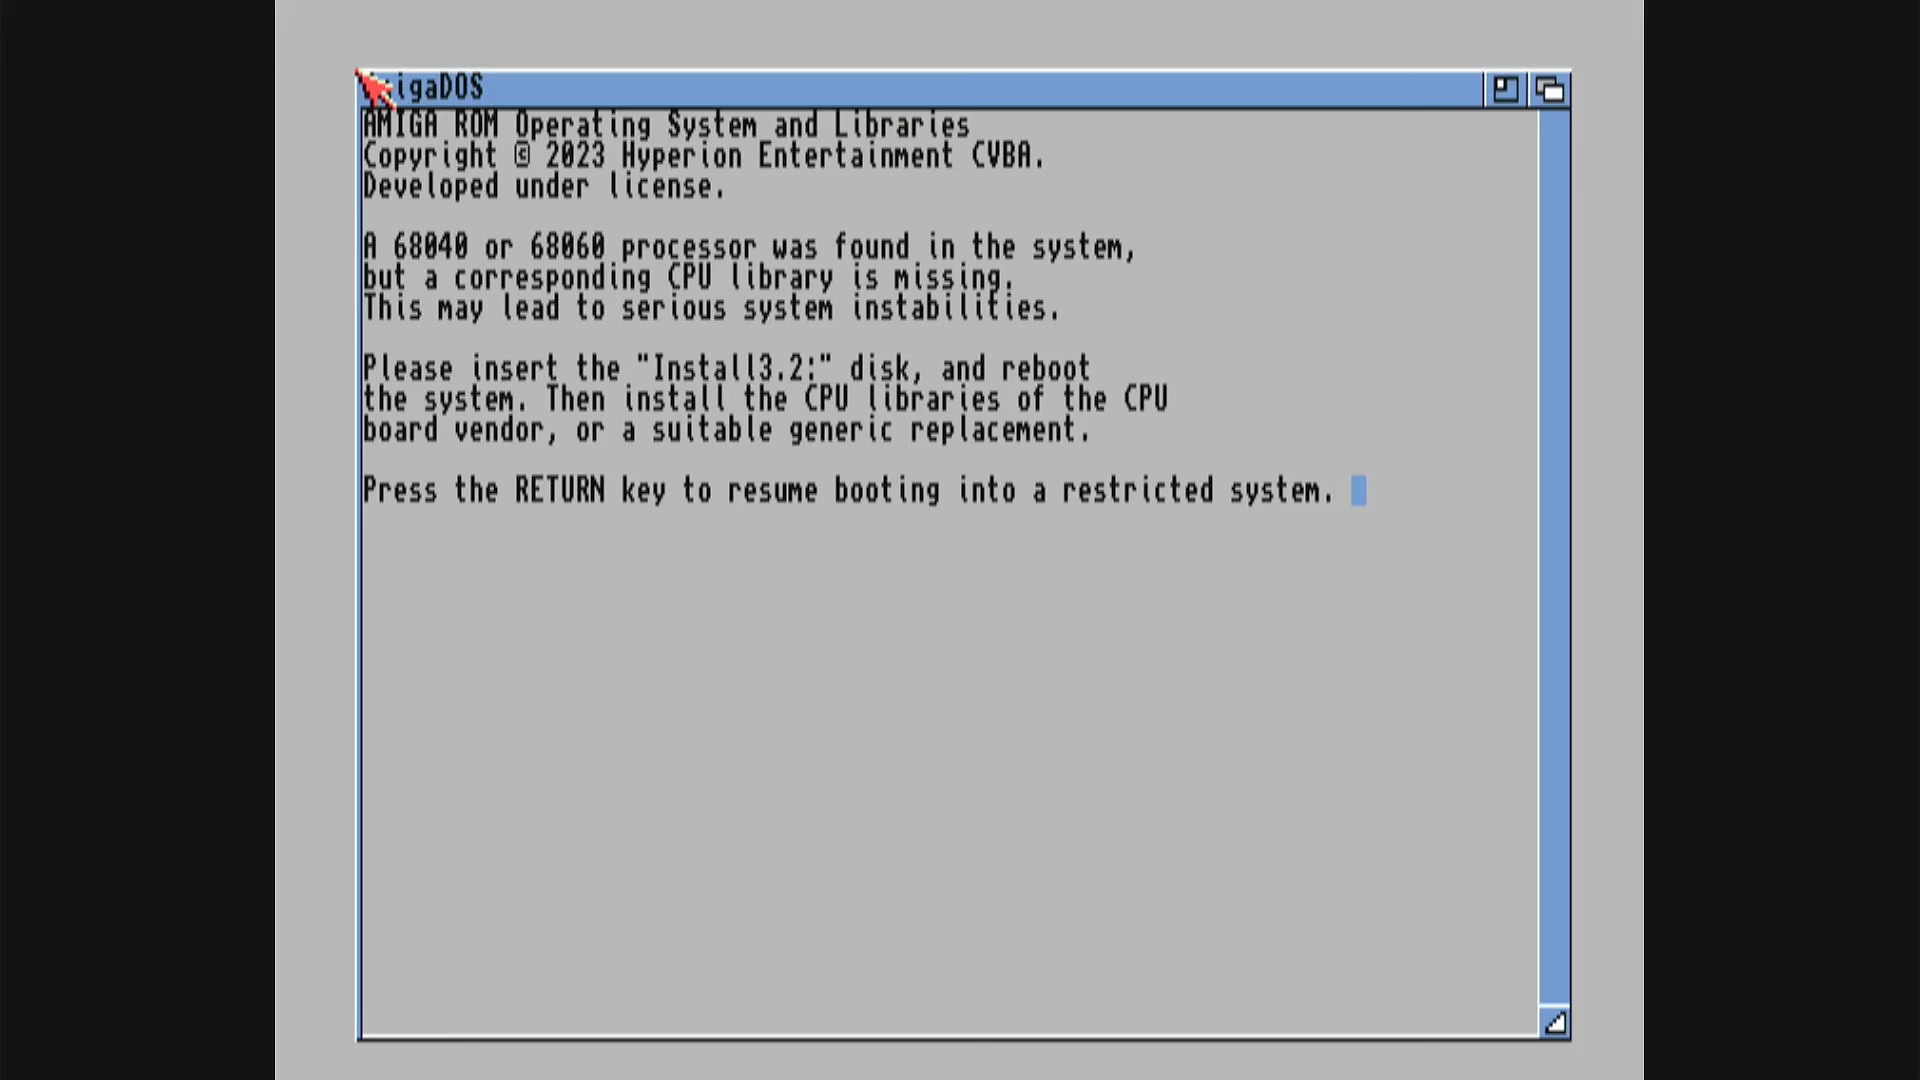 igaDOS
AMIGA ROM Operating System and Libraries
Copyright © 2023 Hyperion Entertainment CVBA.
Developed under license.
A 68040 or 68060 processor was found in the system,
but a corresponding CPU library is missing.
This may lead to serious system instabilities.
Please insert the "Install3.2:" disk, and reboot
the system. Then install the CPU libraries of the CPU
board vendor, or a suitable generic replacement.
Press the RETURN key to resume booting into a restricted system.